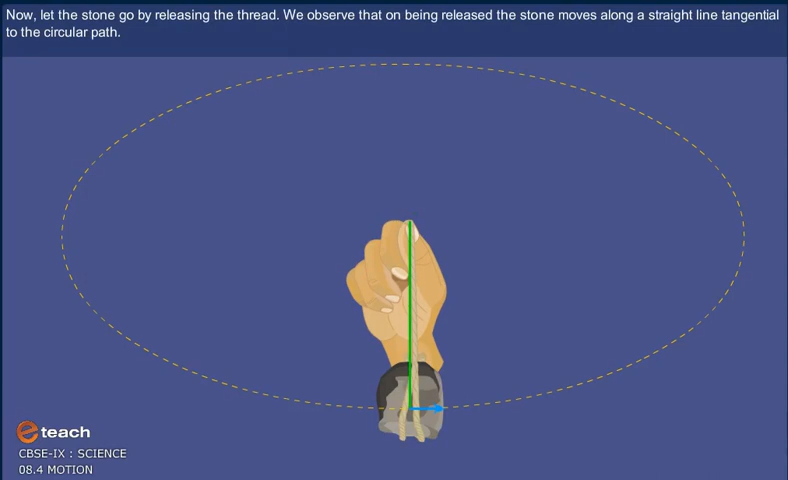 Now, let the stone go by releasing the thread. We observe that on being released the stone moves along a straight line tangential
to the circular path.
eteach
CBSE-IX : SCIENCE
08.4 MOTION